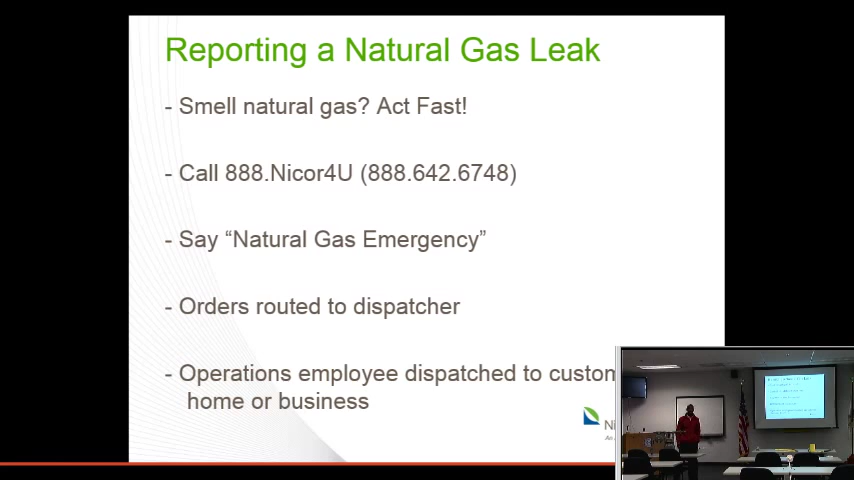 Reporting a Natural Gas Leak
- Smell natural gas? Act Fast!
- Call 888.Nicor4U (888.642.6748)
- Say “Natural Gas Emergency”
- Orders routed to dispatcher
- Operations employee dispatched to custom
home or business